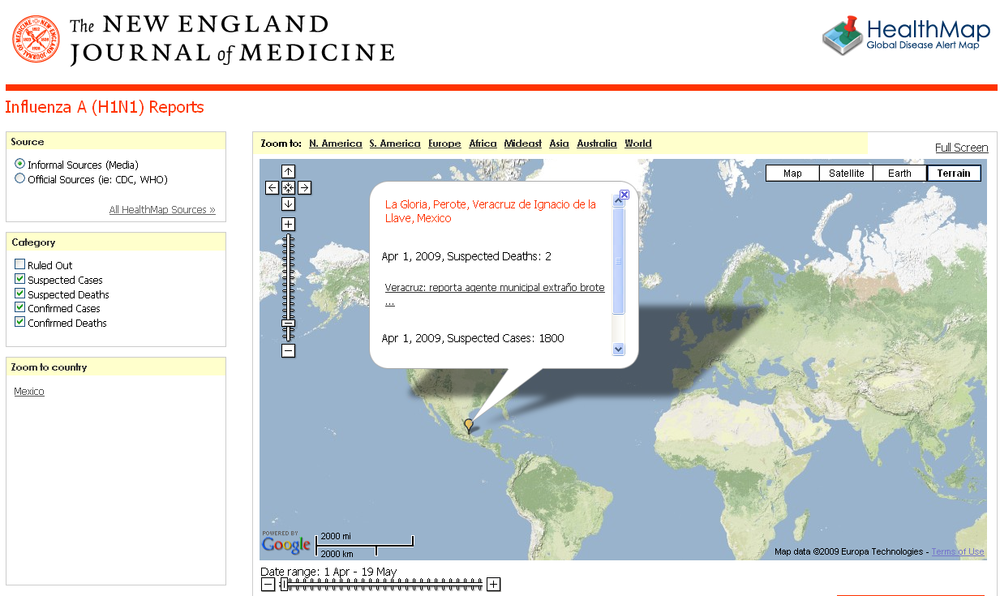 The NEW ENGLAND
JOURNAL of MEDICINE
HealthMap
Global Disease Alert Map
Influenza A (H1N1) Reports
Source
Informal Sources (Media)
Official Sources (ie: CDC, WHO)
All HealthMap Sources »
Category
Ruled Out
Suspected Cases
Suspected Deaths
Confirmed Cases
Confirmed Deaths
Zoom to country
Mexico
Zoom to: N. America S. America Europe Africa Mideast Asia Australia World
Full Screen
Map Satellite Earth Terrain
La Gloria, Perote, Veracruz de Ignacio de la
Llave, Mexico
Apr 1, 2009, Suspected Deaths: 2
Veracruz: reporta agente municipal extraño brote
...
Apr 1, 2009, Suspected Cases: 1800
POWERED BY
Google
2000 mi
2000 km
Map data ©2009 Europa Technologies - Terms of Use
Date range: 1 Apr - 19 May